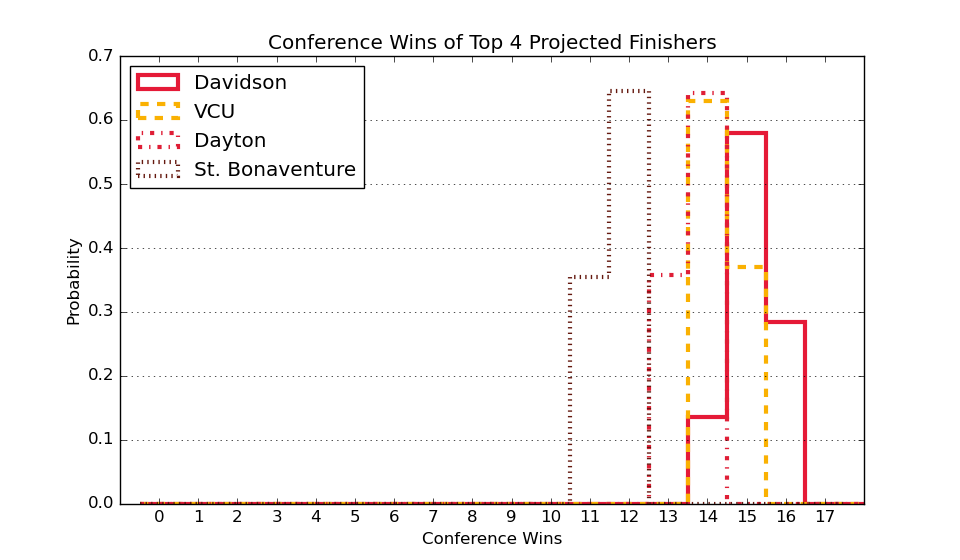 Conference Wins of Top 4 Projected Finishers
0.7
0.6
0.5
0.4
0.3
0.2
0.1
0.0
Probability
Davidson
VCU
Dayton
St. Bonaventure
0 1 2 3 4 5 6 7 8 9 10 11 12 13 14 15 16 17
Conference Wins